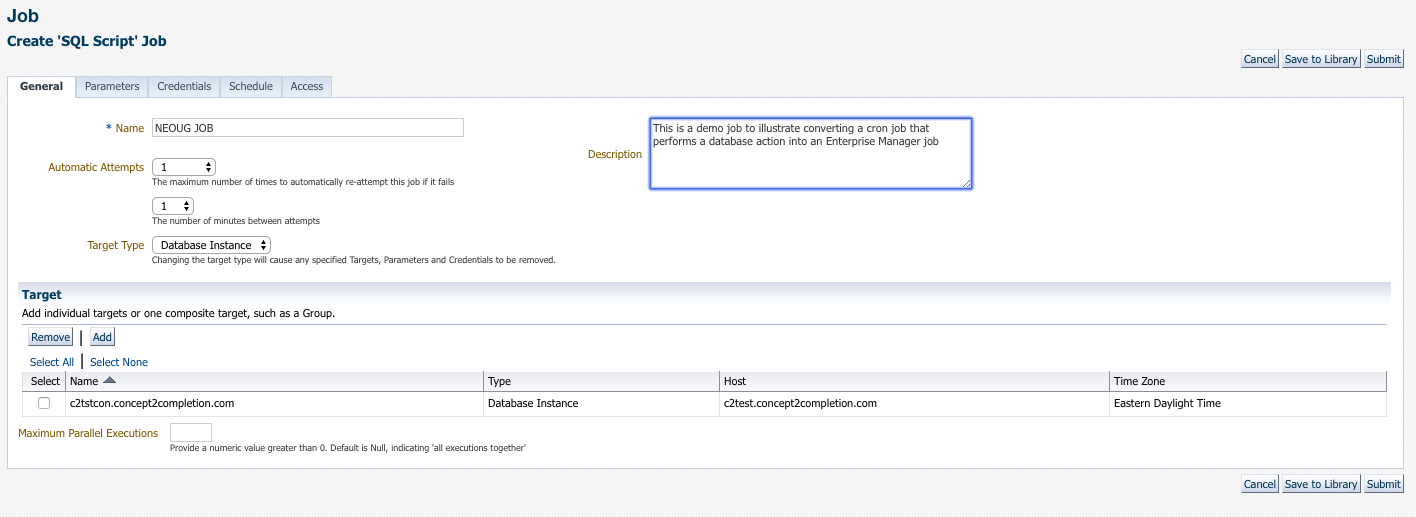 Job
Create 'SQL Script' Job
Cancel Save to Library Submit
General Parameters Credentials Schedule Access
* Name NEOUG JOB
Description This is a demo job to illustrate converting a cron job that
performs a database action into an Enterprise Manager job
Automatic Attempts 1
The maximum number of times to automatically re-attempt this job if it fails
1
The number of minutes between attempts
Target Type Database Instance
Changing the target type will cause any specified Targets, Parameters and Credentials to be removed.
Target
Add individual targets or one composite target, such as a Group.
Remove | Add
Select All | Select None
Select Name Type Host Time Zone
c2tstcon.concept2completion.com Database Instance c2test.concept2completion.com Eastern Daylight Time
Maximum Parallel Executions
Provide a numeric value greater than 0. Default is Null, indicating 'all executions together'
Cancel Save to Library Submit